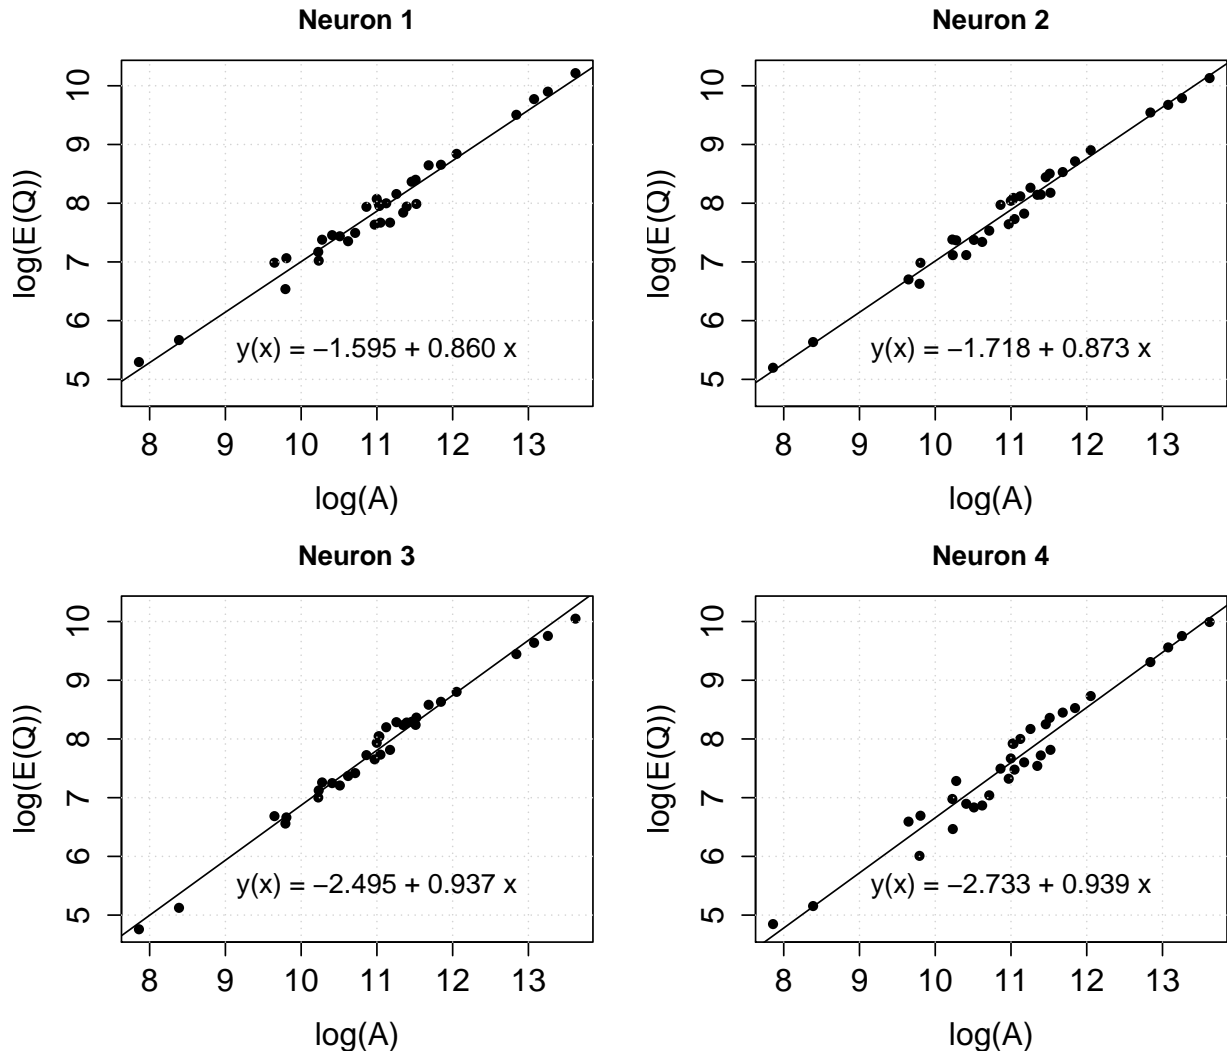 Neuron 1
log(E(Q))
10
9
8
7
6
5
y(x) = −1.595 + 0.860 x
8 9 10 11 12 13
log(A)
Neuron 2
log(E(Q))
10
9
8
7
6
5
y(x) = −1.718 + 0.873 x
8 9 10 11 12 13
log(A)
Neuron 3
log(E(Q))
10
9
8
7
6
5
y(x) = −2.495 + 0.937 x
8 9 10 11 12 13
log(A)
Neuron 4
log(E(Q))
10
9
8
7
6
5
y(x) = −2.733 + 0.939 x
8 9 10 11 12 13
log(A)